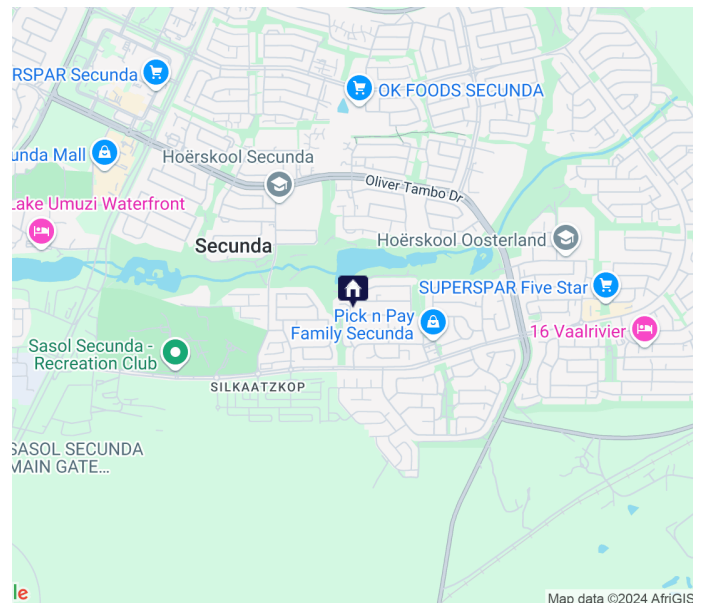 RSPAR Secunda
OK FOODS SECUNDA
unda Mall
Hoërskool Secunda
Oliver Tambo Dr
Lake Umuzi Waterfront
Secunda
Hoërskool Oosterland
SUPERSPAR Five Star
Pick n Pay
Family Secunda
16 Vaalrivier
Sasol Secunda -
Recreation Club
SILKAATZKOP
SASOL SECUNDA
MAIN GATE...
le
Map data ©2024 AfriGIS